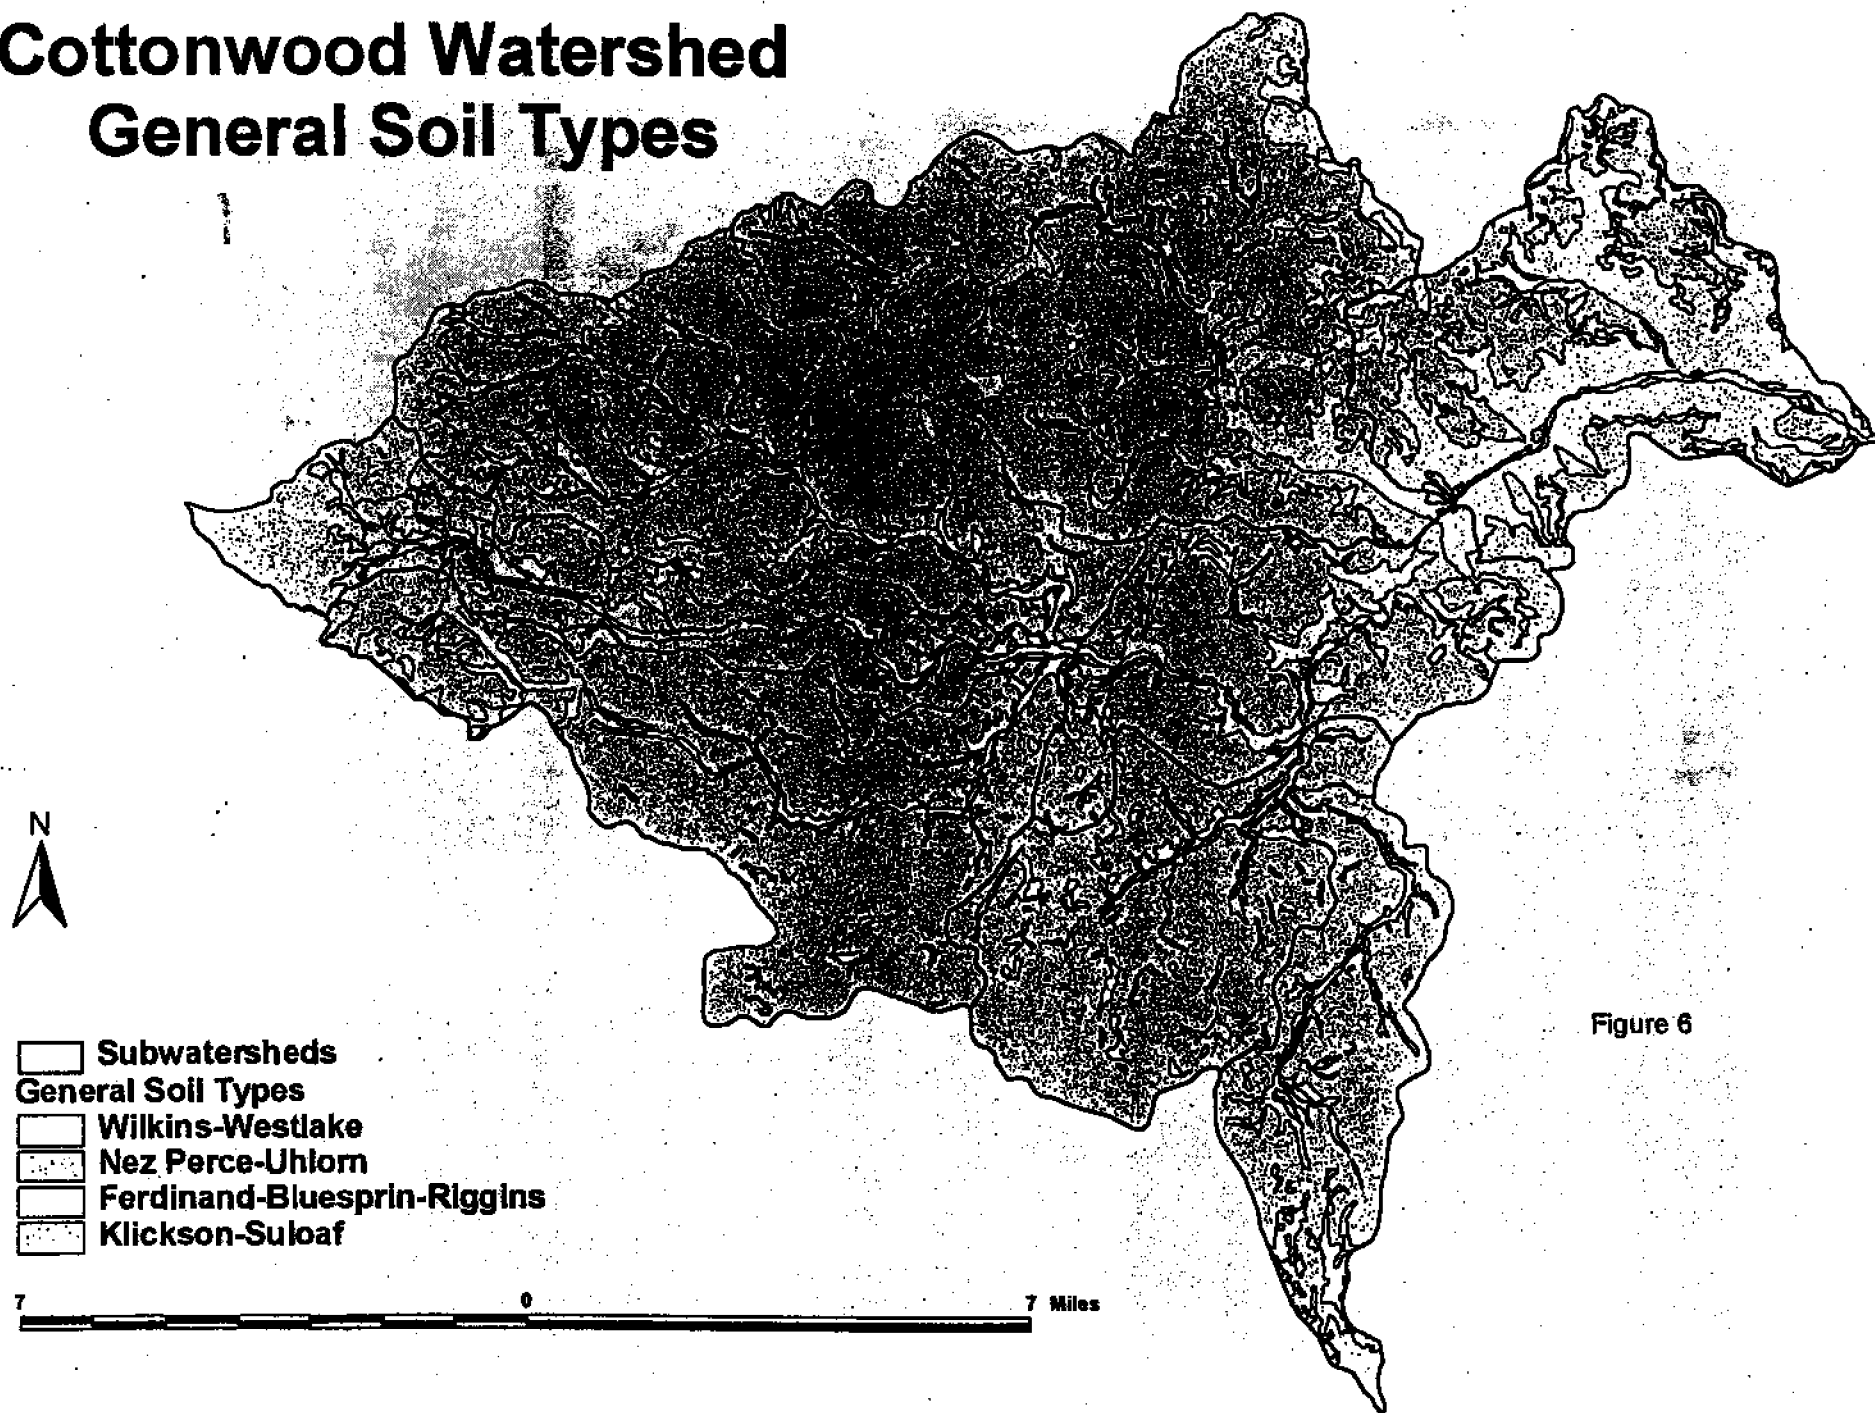 Cottonwood Watershed
General Soil Types
N
Figure 6
Subwatersheds
General Soil Types
Wilkins-Westlake
Nez Perce-Uhlorn
Ferdinand-Bluesprin-Riggins
Klickson-Suloaf
7 0 7 Miles